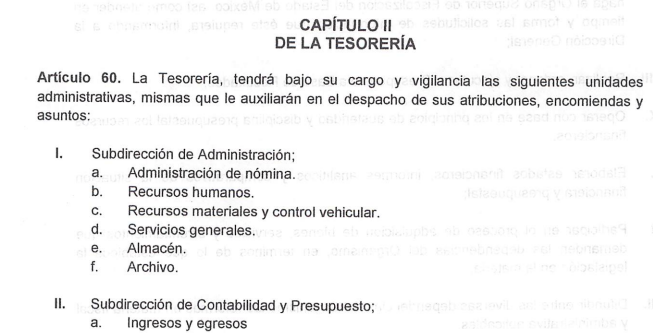 CAPÍTULO II
DE LA TESORERÍA
Artículo 60. La Tesorería, tendrá bajo su cargo y vigilancia las siguientes unidades
administrativas, mismas que le auxiliarán en el despacho de sus atribuciones, encomiendas y
asuntos:
I. Subdirección de Administración;
a. Administración de nómina.
b. Recursos humanos.
c. Recursos materiales y control vehicular.
d. Servicios generales.
e. Almacén.
f. Archivo.
II. Subdirección de Contabilidad y Presupuesto;
a. Ingresos y egresos